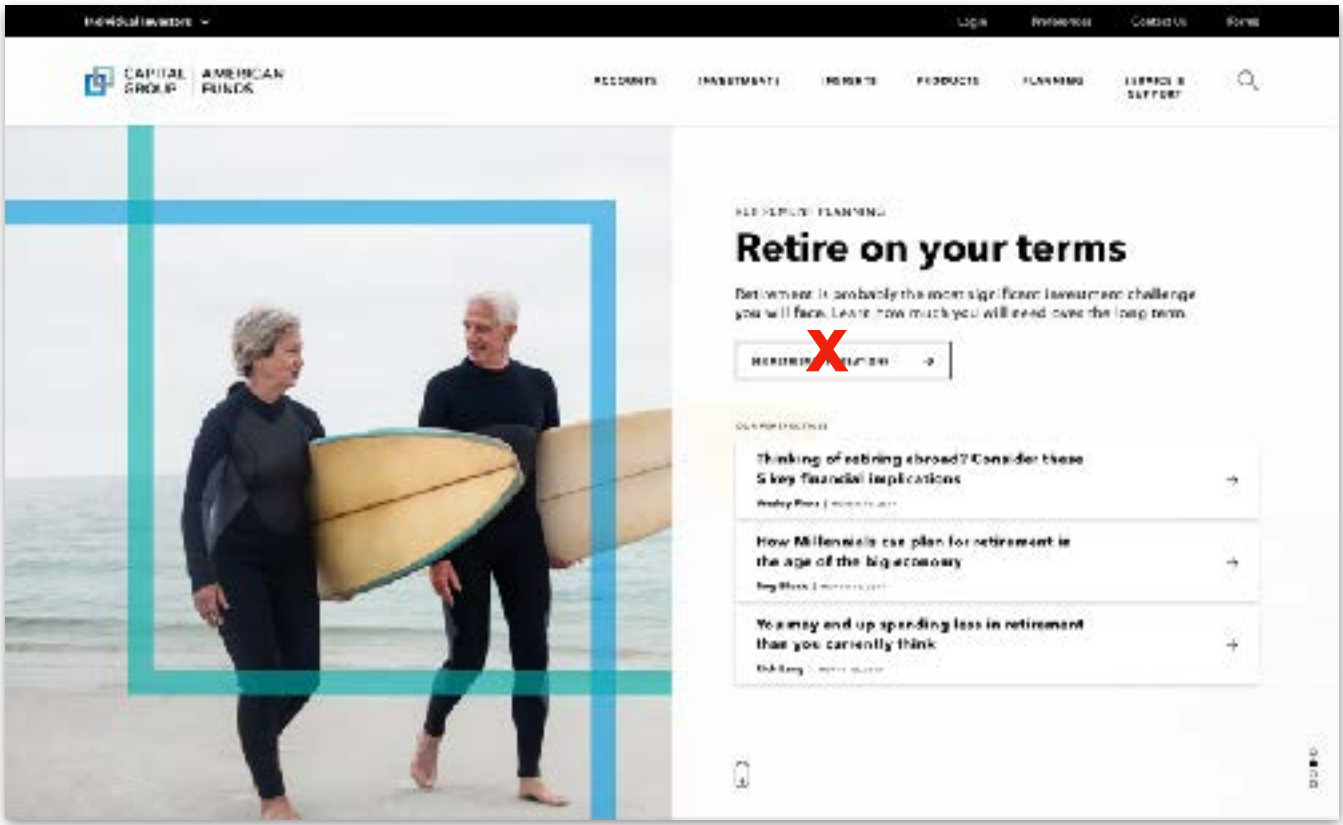 Individual Investors
Login Preferences Contact Us Forms
CAPITAL GROUP | AMERICAN FUNDS
ACCOUNTS INVESTMENTS INSIGHTS PRODUCTS PLANNING SERVICE & SUPPORT
RETIREMENT PLANNING
Retire on your terms
Retirement is probably the most significant investment challenge
you will face. Learn how much you will need over the long term.
X
OUR PERSPECTIVES
Thinking of retiring abroad? Consider these
5 key financial implications
How Millennials can plan for retirement in
the age of the big economy
You may end up spending less in retirement
than you currently think